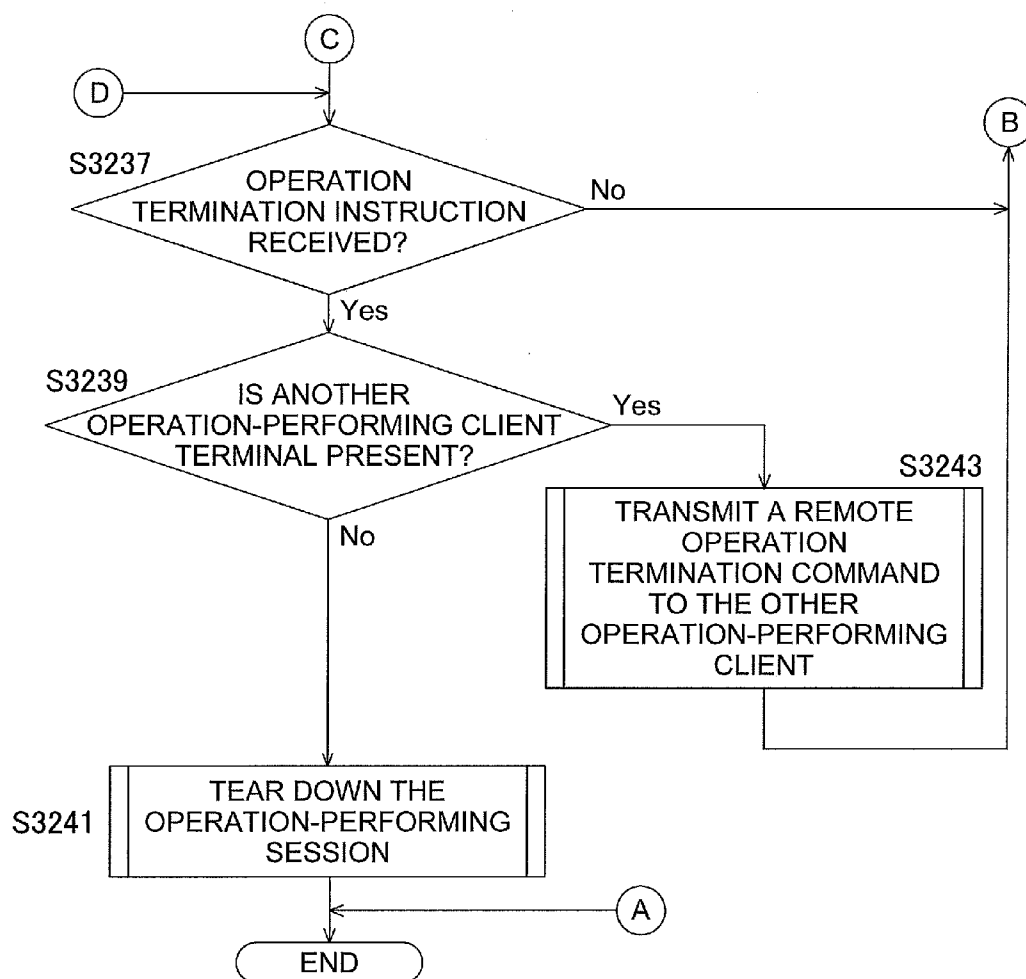 C
D
B
S3237
OPERATION
TERMINATION INSTRUCTION
RECEIVED?
No
Yes
S3239
IS ANOTHER
OPERATION-PERFORMING CLIENT
TERMINAL PRESENT?
Yes
No
S3243
TRANSMIT A REMOTE
OPERATION
TERMINATION COMMAND
TO THE OTHER
OPERATION-PERFORMING
CLIENT
S3241
TEAR DOWN THE
OPERATION-PERFORMING
SESSION
A
END